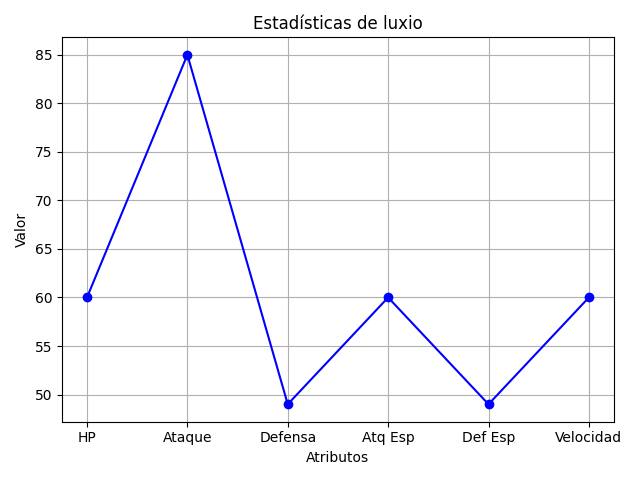 Estadísticas de luxio
Valor
85
80
75
70
65
60
55
50
HP Ataque Defensa Atq Esp Def Esp Velocidad
Atributos